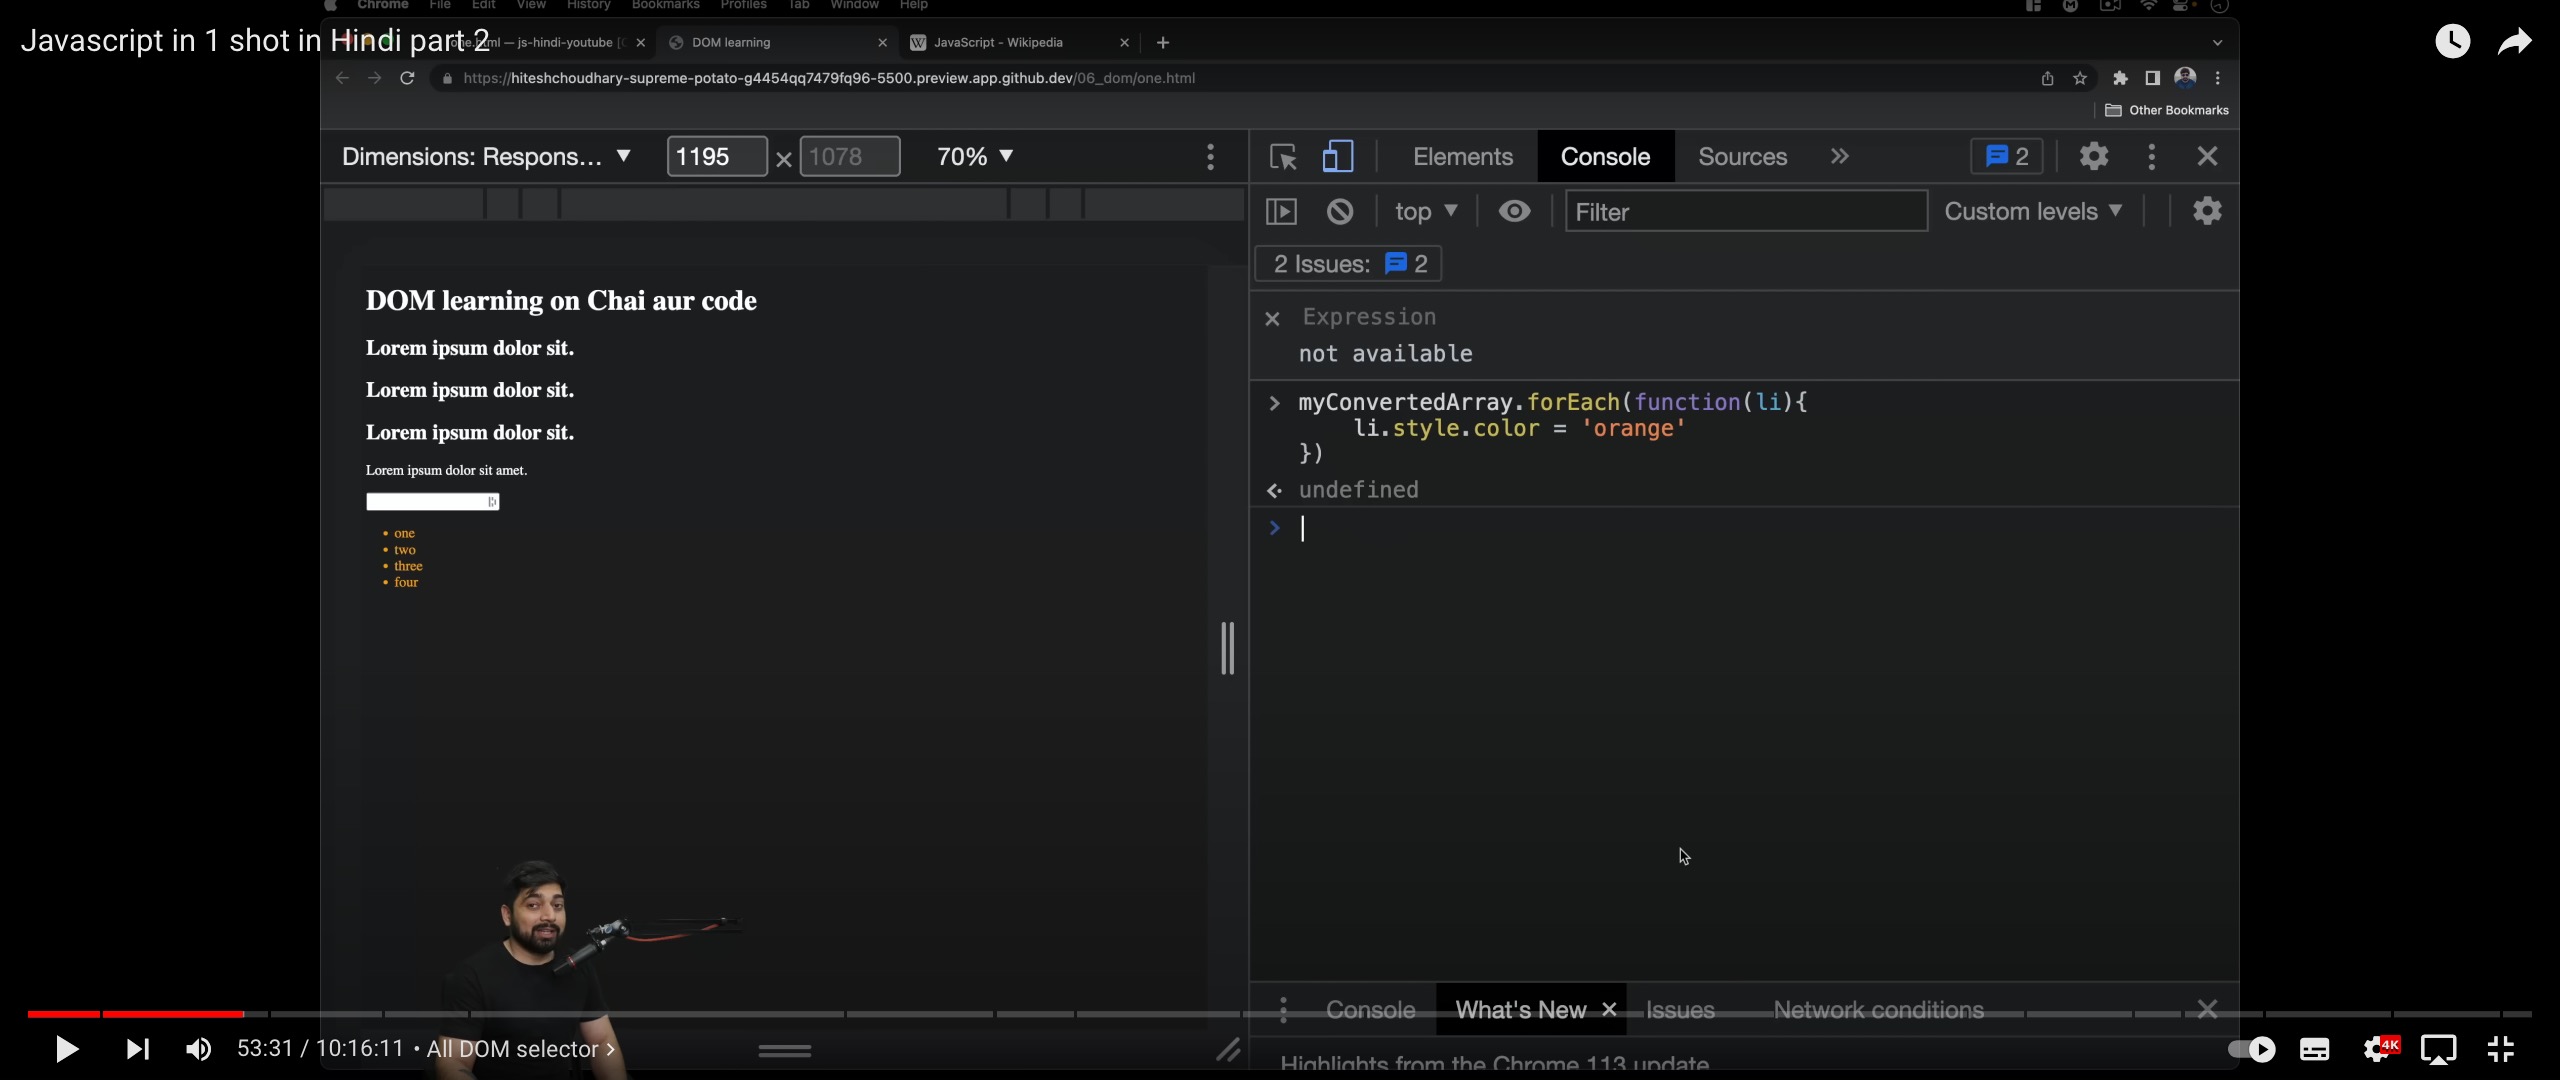 Chrome File Edit View History Bookmarks Profiles Tab Window Help
Javascript in 1 shot in Hindi part 2
one.html — js-hindi-youtube [ DOM learning JavaScript - Wikipedia
https://hiteshchoudhary-supreme-potato-g4454qq7479fq96-5500.preview.app.github.dev/06_dom/one.html
Other Bookmarks
Dimensions: Respons... ▼ 1195 × 1078 70% ▼
Elements Console Sources » 2
top ▼ Filter Custom levels ▼
2 Issues: 2
DOM learning on Chai aur code
Lorem ipsum dolor sit.
Lorem ipsum dolor sit.
Lorem ipsum dolor sit.
Lorem ipsum dolor sit amet.
• one
• two
• three
• four
Expression
not available
myConvertedArray.forEach(function(li){
li.style.color = 'orange'
})
undefined
Console What's New × Issues Network conditions
Highlights from the Chrome 113 update
53:31 / 10:16:11 • All DOM selector >
4K